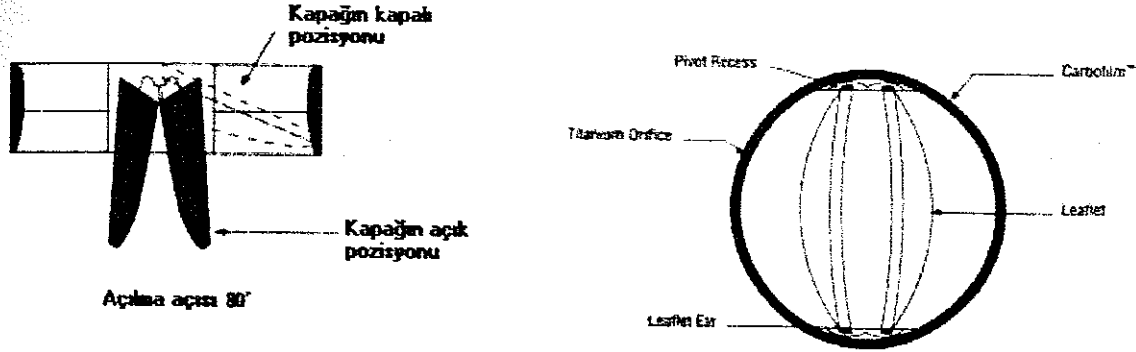 Kapağın kapalı
pozisyonu
Kapağın açık
pozisyonu
Açılma açısı 80°
Pivot Recess
Carbofilm™
Titanium Orifice
Leaflet
Leaflet Ear